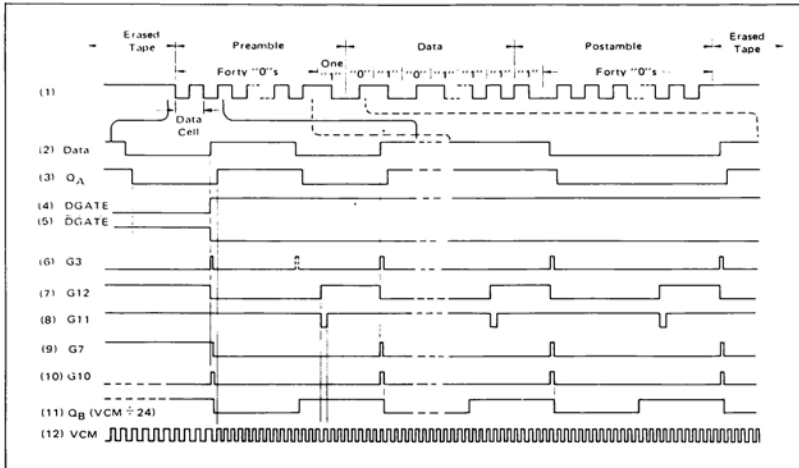 Erased Tape Preamble Data Postamble Erased Tape
Forty "0"s One "1" "0" "1" "0" "1" "1" "1" "1" Forty "0"s
(1)
Data Cell
(2) Data
(3) QA
(4) DGATE
(5) DGATE
(6) G3
(7) G12
(8) G11
(9) G7
(10) G10
(11) QB (VCM ÷ 24)
(12) VCM